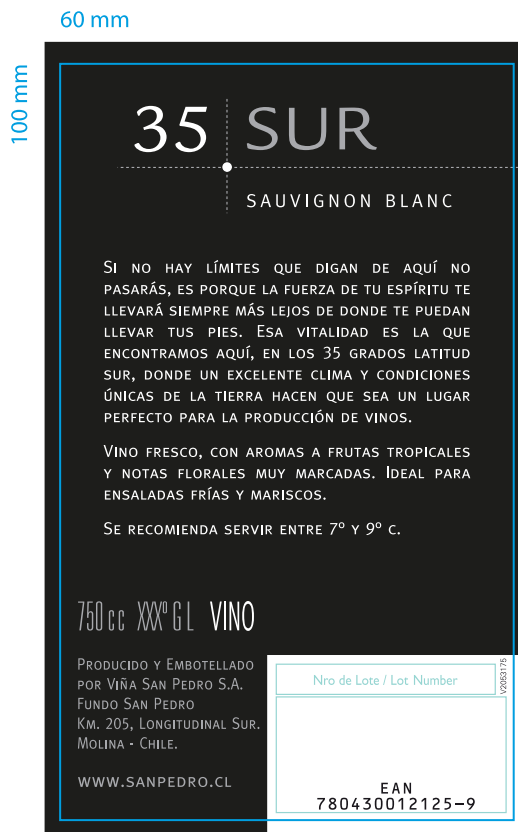 60 mm
100 mm
35 SUR
SAUVIGNON BLANC
SI NO HAY LÍMITES QUE DIGAN DE AQUÍ NO
PASARÁS, ES PORQUE LA FUERZA DE TU ESPÍRITU TE
LLEVARÁ SIEMPRE MÁS LEJOS DE DONDE TE PUEDAN
LLEVAR TUS PIES. ESA VITALIDAD ES LA QUE
ENCONTRAMOS AQUÍ, EN LOS 35 GRADOS LATITUD
SUR, DONDE UN EXCELENTE CLIMA Y CONDICIONES
ÚNICAS DE LA TIERRA HACEN QUE SEA UN LUGAR
PERFECTO PARA LA PRODUCCIÓN DE VINOS.
VINO FRESCO, CON AROMAS A FRUTAS TROPICALES
Y NOTAS FLORALES MUY MARCADAS. IDEAL PARA
ENSALADAS FRÍAS Y MARISCOS.
SE RECOMIENDA SERVIR ENTRE 7º Y 9º C.
750 cc XXXº G L VINO
PRODUCIDO Y EMBOTELLADO
POR VIÑA SAN PEDRO S.A.
FUNDO SAN PEDRO
KM. 205, LONGITUDINAL SUR.
MOLINA - CHILE.
WWW.SANPEDRO.CL
Nro de Lote / Lot Number
V2053175
EAN
780430012125-9